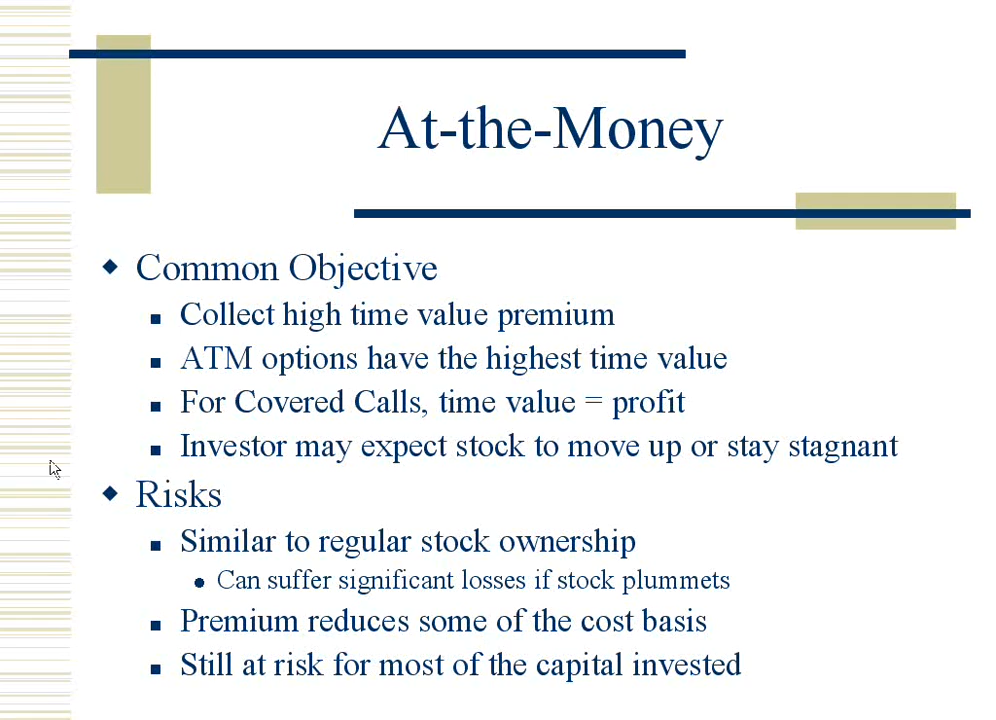 At-the-Money
Common Objective
Collect high time value premium
ATM options have the highest time value
For Covered Calls, time value = profit
Investor may expect stock to move up or stay stagnant
Risks
Similar to regular stock ownership
Can suffer significant losses if stock plummets
Premium reduces some of the cost basis
Still at risk for most of the capital invested